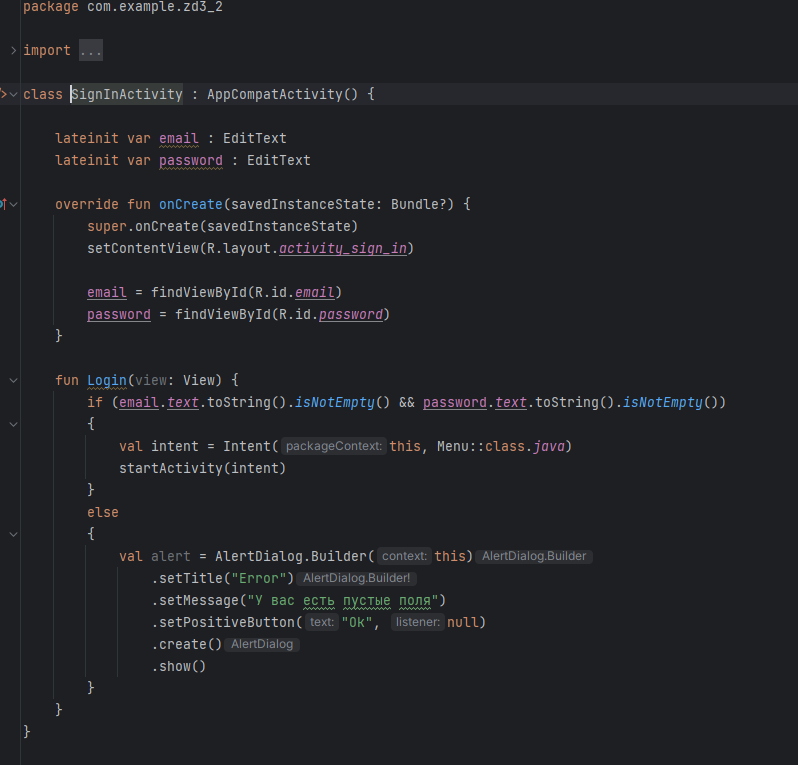 package com.example.zd3_2
import ...
class SignInActivity : AppCompatActivity() {
lateinit var email : EditText
lateinit var password : EditText
override fun onCreate(savedInstanceState: Bundle?) {
super.onCreate(savedInstanceState)
setContentView(R.layout.activity_sign_in)
email = findViewById(R.id.email)
password = findViewById(R.id.password)
}
fun Login(view: View) {
if (email.text.toString().isNotEmpty() && password.text.toString().isNotEmpty())
{
val intent = Intent( packageContext: this, Menu::class.java)
startActivity(intent)
}
else
{
val alert = AlertDialog.Builder( context: this) AlertDialog.Builder
.setTitle("Error") AlertDialog.Builder!
.setMessage("У вас есть пустые поля")
.setPositiveButton( text: "Ok", listener: null)
.create() AlertDialog
.show()
}
}
}